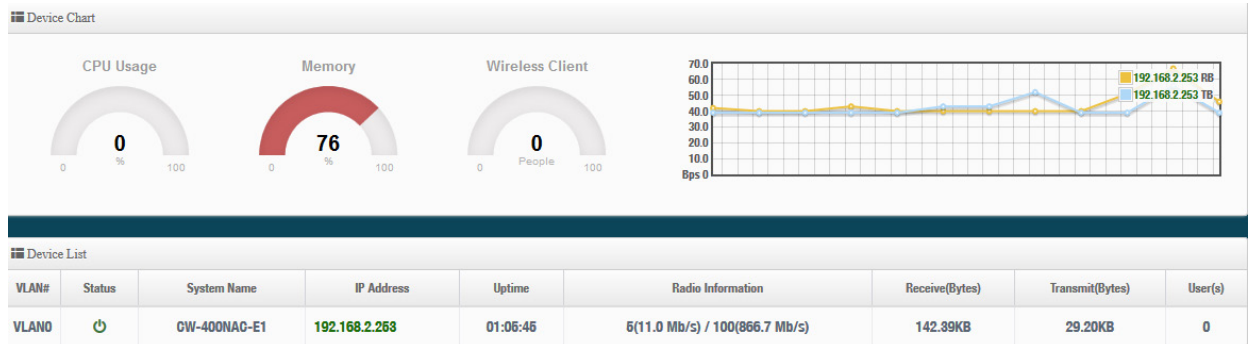 Device Chart
CPU Usage
0
%
0 100
Memory
76
%
0 100
Wireless Client
0
People
0 100
70.0
60.0
50.0
40.0
30.0
20.0
10.0
Bps 0
192.168.2.253 RB
192.168.2.253 TB
Device List
VLAN# Status System Name IP Address Uptime Radio Information Receive(Bytes) Transmit(Bytes) User(s)
VLAN0 CW-400NAC-E1 192.168.2.253 01:05:45 5(11.0 Mb/s) / 100(866.7 Mb/s) 142.89KB 29.20KB 0